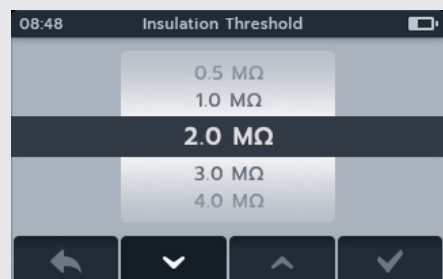 08:48 Insulation Threshold
0.5 MΩ
1.0 MΩ
2.0 MΩ
3.0 MΩ
4.0 MΩ